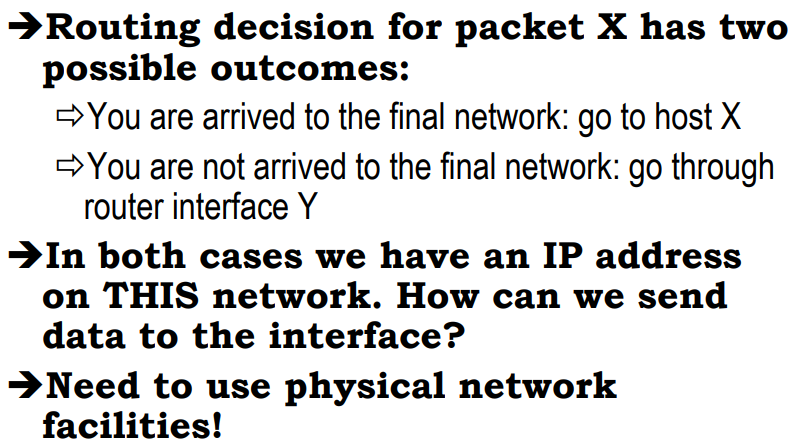 ➔Routing decision for packet X has two
possible outcomes:
⇨You are arrived to the final network: go to host X
⇨You are not arrived to the final network: go through
router interface Y
➔In both cases we have an IP address
on THIS network. How can we send
data to the interface?
➔Need to use physical network
facilities!